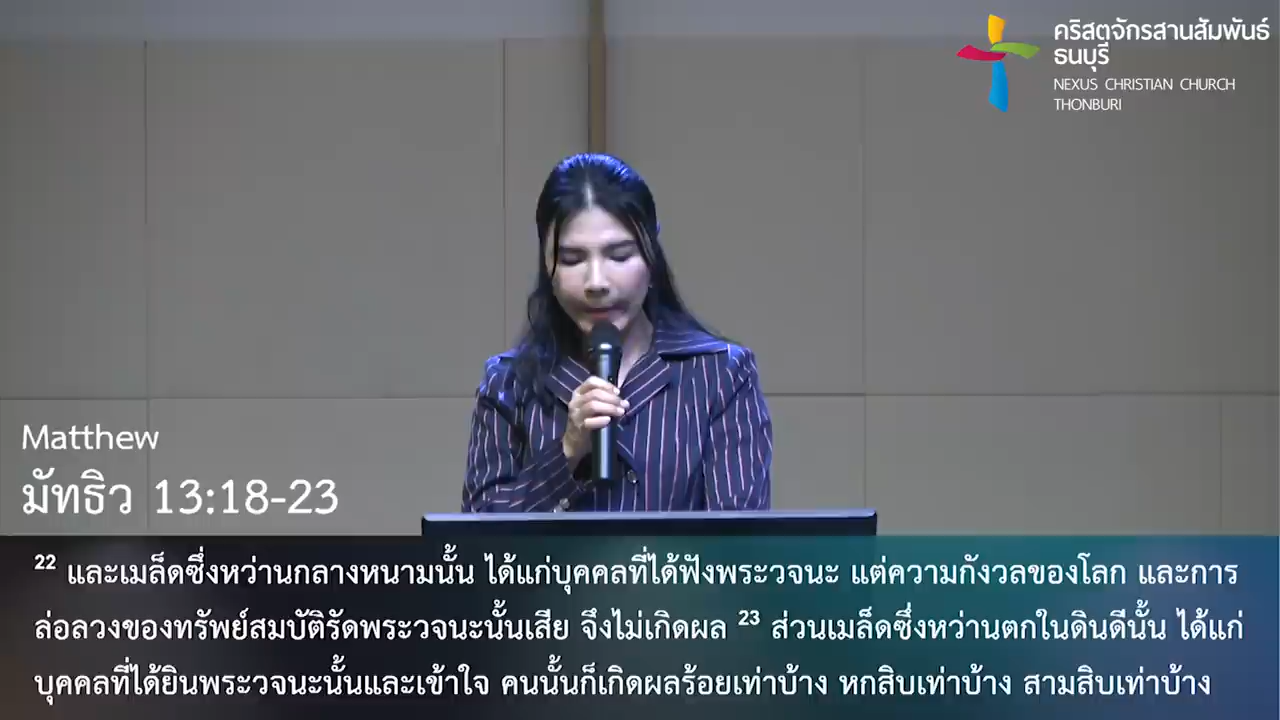 คริสตจักรสานสัมพันธ์
ธนบุรี
NEXUS CHRISTIAN CHURCH
THONBURI
Matthew
มัทธิว 13:18-23
22 และเมล็ดซึ่งหว่านกลางหนามนั้น ได้แก่บุคคลที่ได้ฟังพระวจนะ แต่ความกังวลของโลก และการ
ล่อลวงของทรัพย์สมบัติรัดพระวจนะนั้นเสีย จึงไม่เกิดผล 23 ส่วนเมล็ดซึ่งหว่านตกในดินดีนั้น ได้แก่
บุคคลที่ได้ยินพระวจนะนั้นและเข้าใจ คนนั้นก็เกิดผลร้อยเท่าบ้าง หกสิบเท่าบ้าง สามสิบเท่าบ้าง